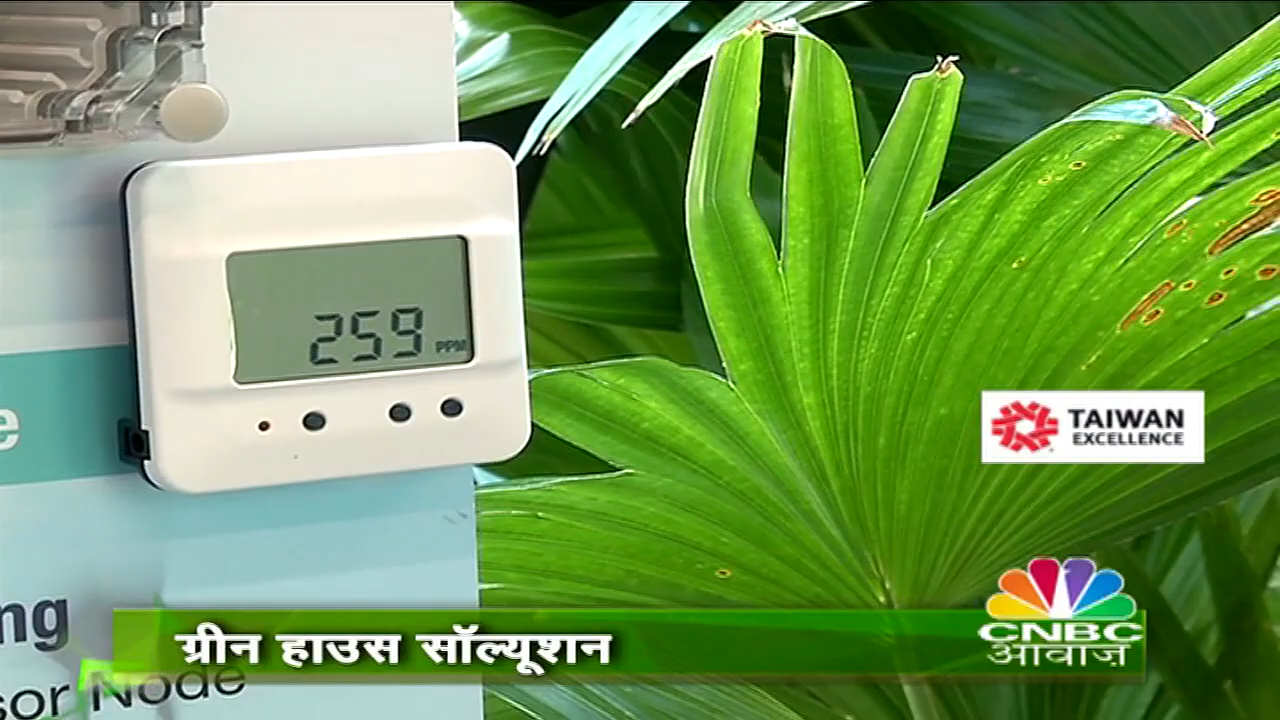 259 PPM
e
TAIWAN
EXCELLENCE
ng
sor Node
ग्रीन हाउस सॉल्यूशन
CNBC
आवाज़